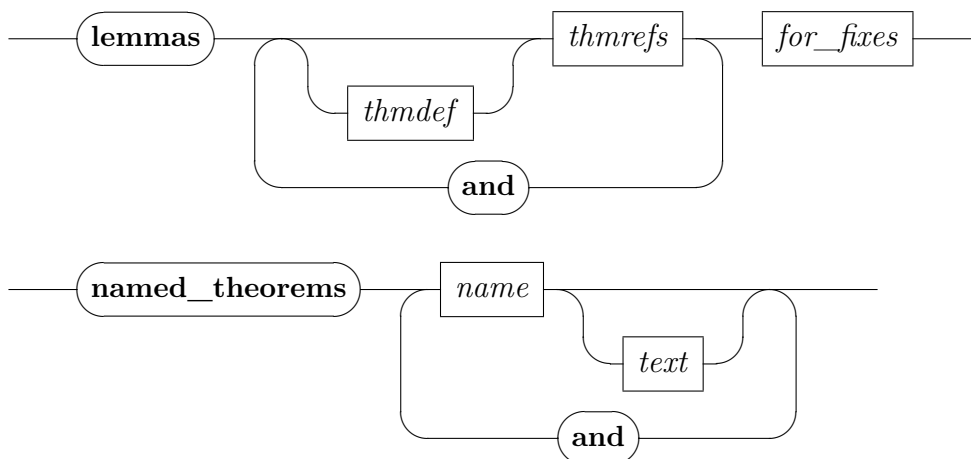 lemmas thmrefs for_fixes
thmdef
and
named_theorems name
text
and